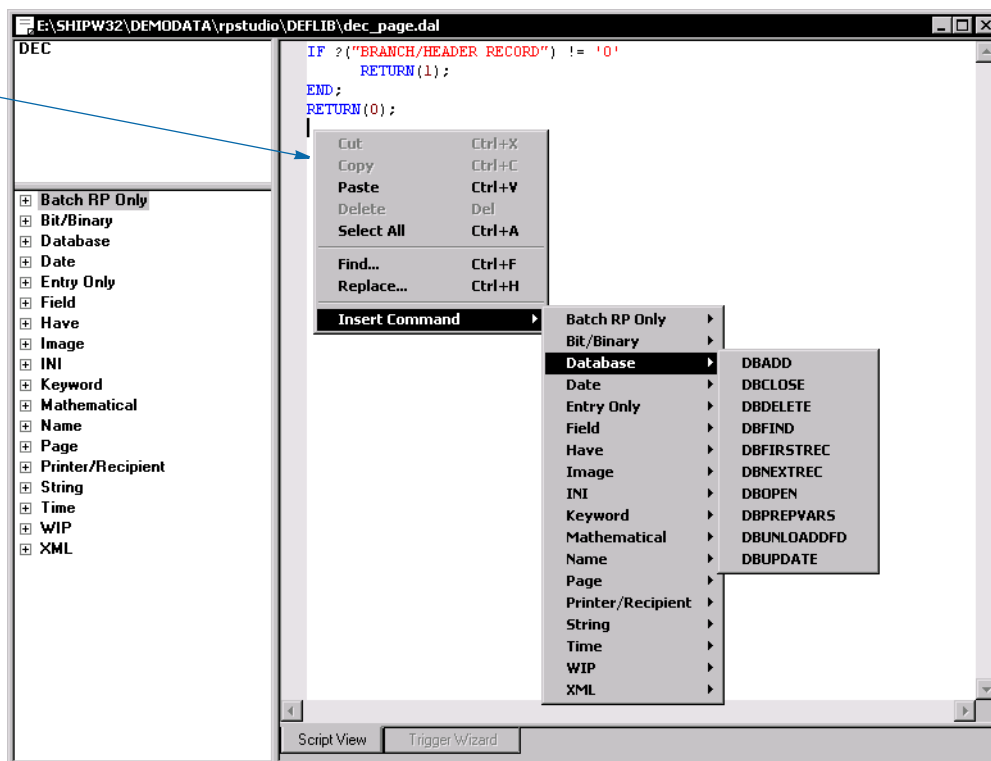 E:\SHIPW32\DEMODATA\rpstudio\DEFLIB\dec_page.dal
DEC
Batch RP Only
Bit/Binary
Database
Date
Entry Only
Field
Have
Image
INI
Keyword
Mathematical
Name
Page
Printer/Recipient
String
Time
WIP
XML
IF ?("BRANCH/HEADER RECORD") != '0'
RETURN(1);
END;
RETURN(0);
Cut Ctrl+X
Copy Ctrl+C
Paste Ctrl+V
Delete Del
Select All Ctrl+A
Find... Ctrl+F
Replace... Ctrl+H
Insert Command
Batch RP Only
Bit/Binary
Database
Date
Entry Only
Field
Have
Image
INI
Keyword
Mathematical
Name
Page
Printer/Recipient
String
Time
WIP
XML
DBADD
DBCLOSE
DBDELETE
DBFIND
DBFIRSTREC
DBNEXTREC
DBOPEN
DBPREPVARS
DBUNLOADDFD
DBUPDATE
Script View
Trigger Wizard